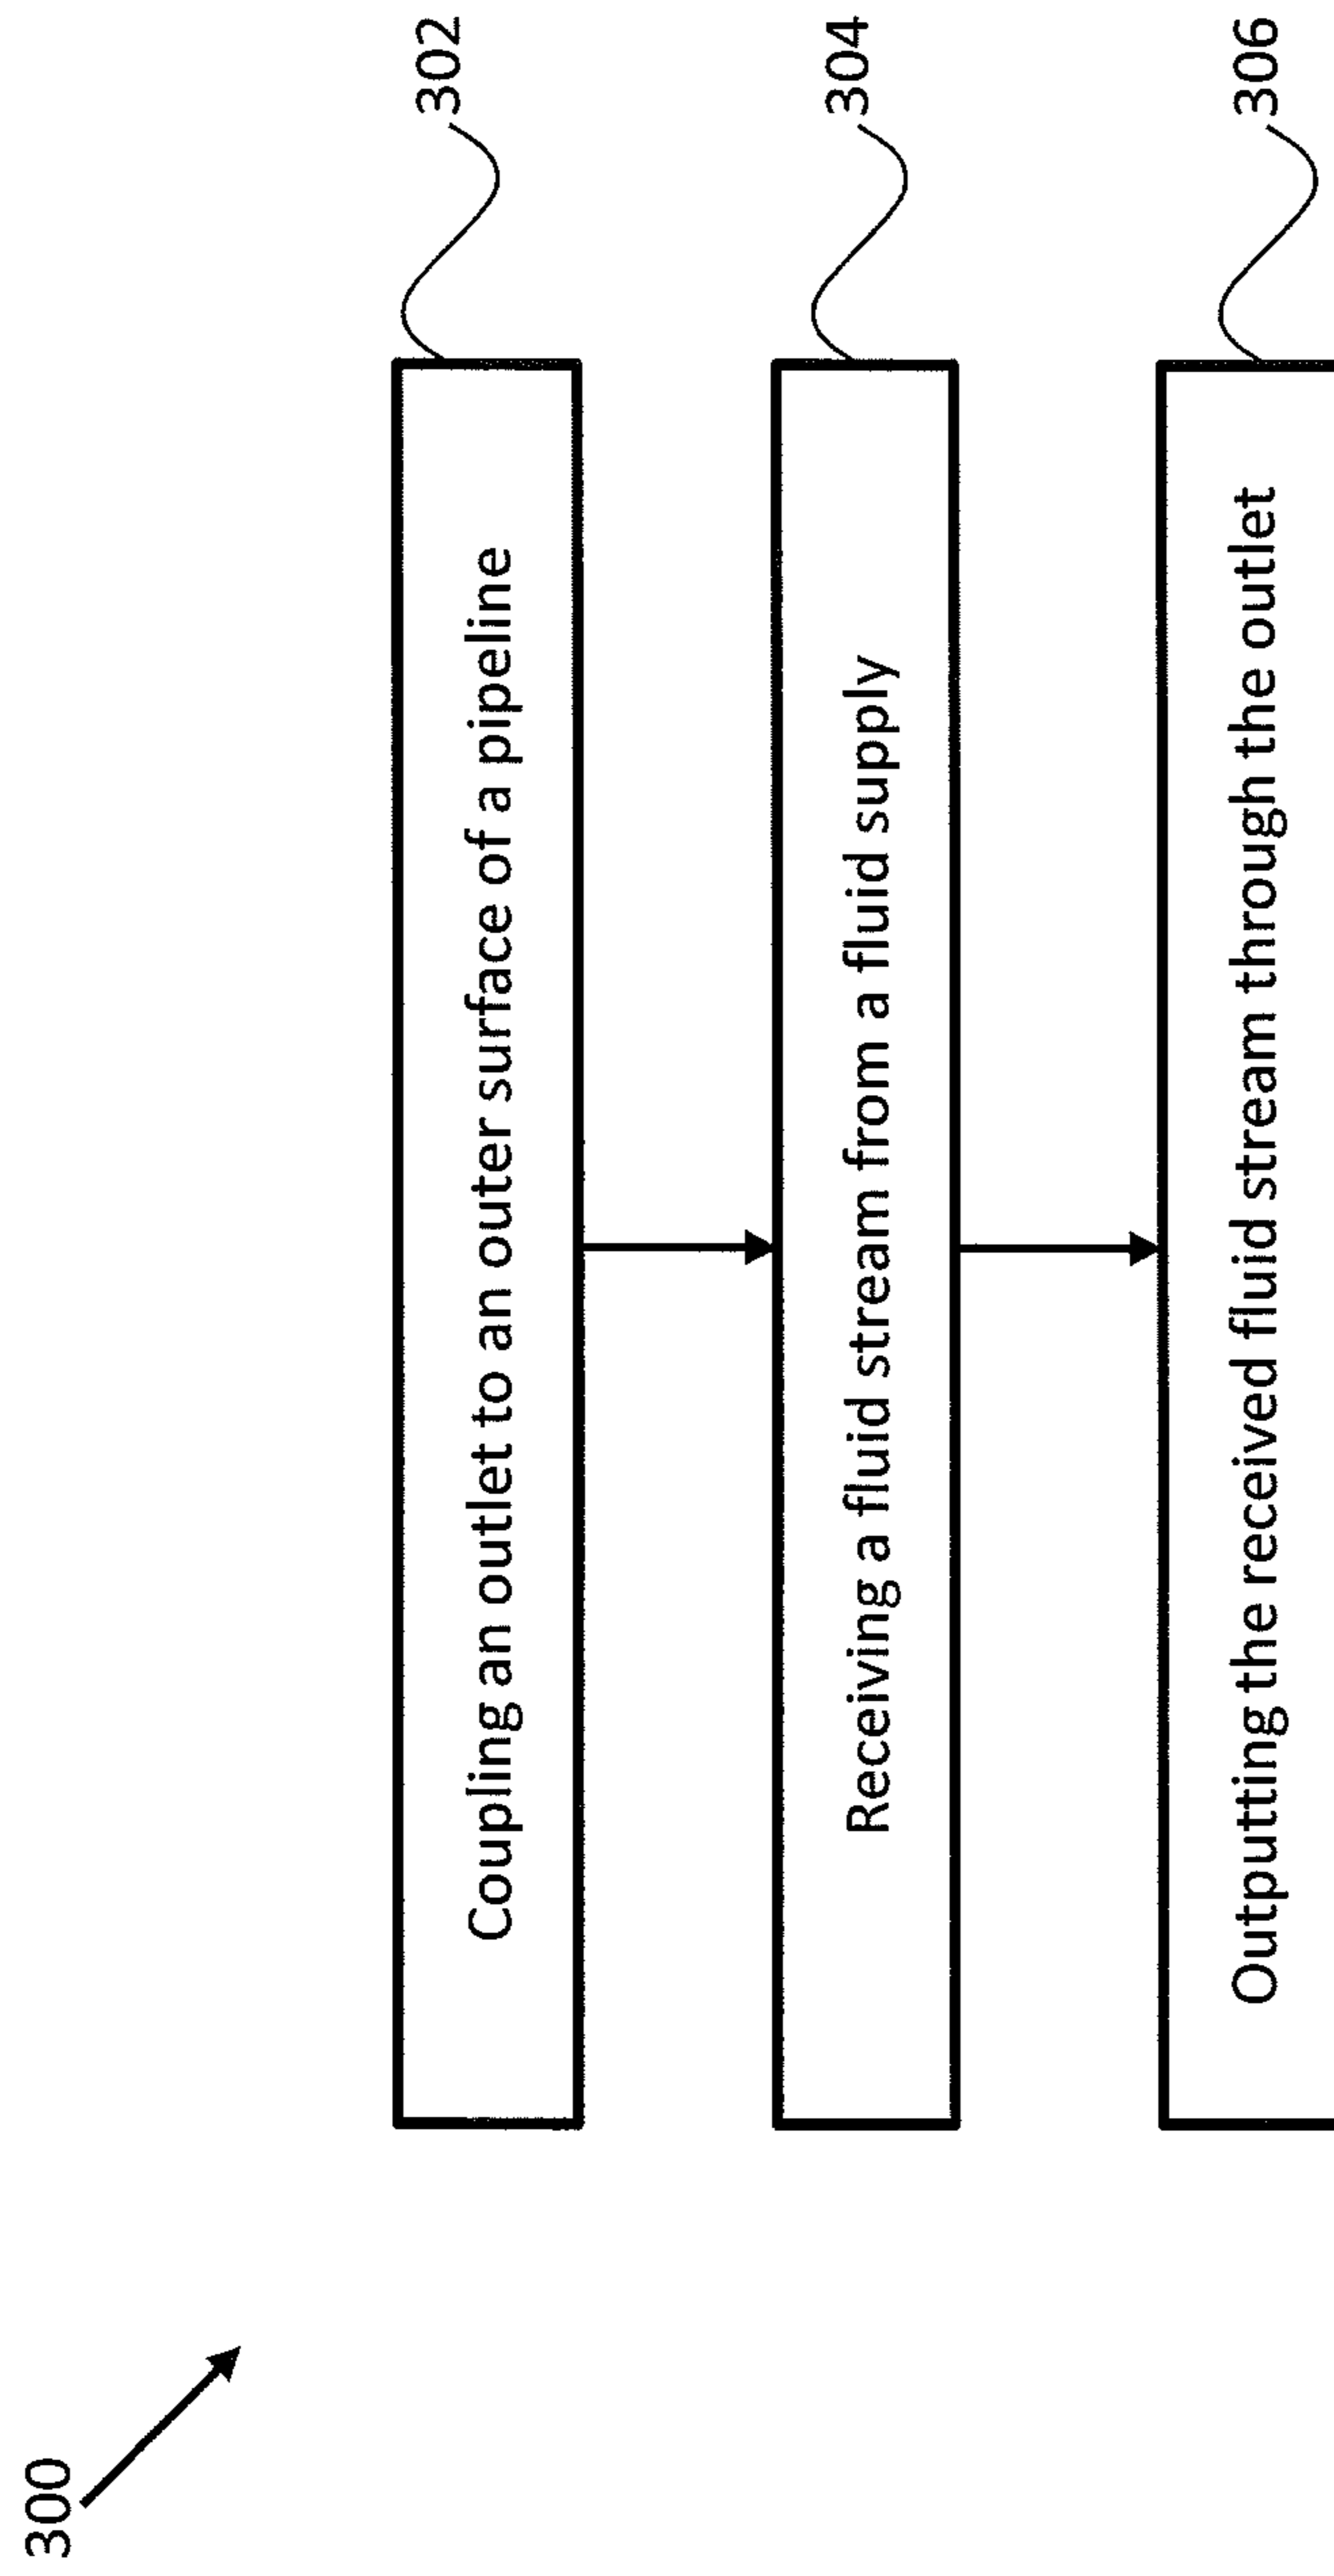 300
Coupling an outlet to an outer surface of a pipeline
302
Receiving a fluid stream from a fluid supply
304
Outputting the received fluid stream through the outlet
306